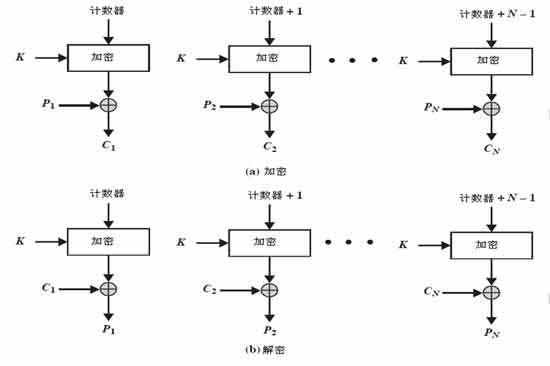 计数器 计数器+1 计数器+N−1
K 加密 K 加密 K 加密
P1 P2 PN
C1 C2 CN
(a) 加密
计数器 计数器+1 计数器+N−1
K 加密 K 加密 K 加密
C1 C2 CN
P1 P2 PN
(b) 解密